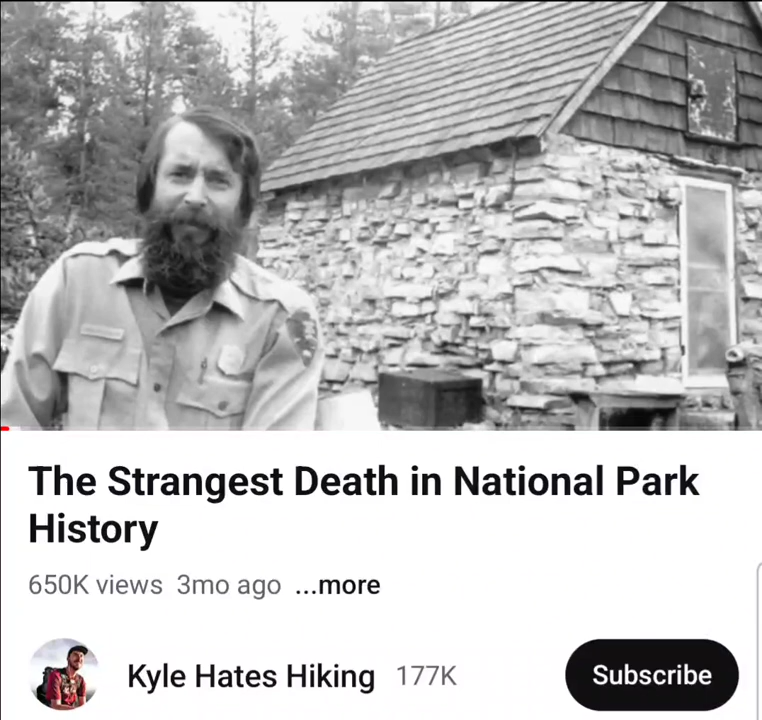 The Strangest Death in National Park
History
650K views 3mo ago ...more
Kyle Hates Hiking 177K
Subscribe